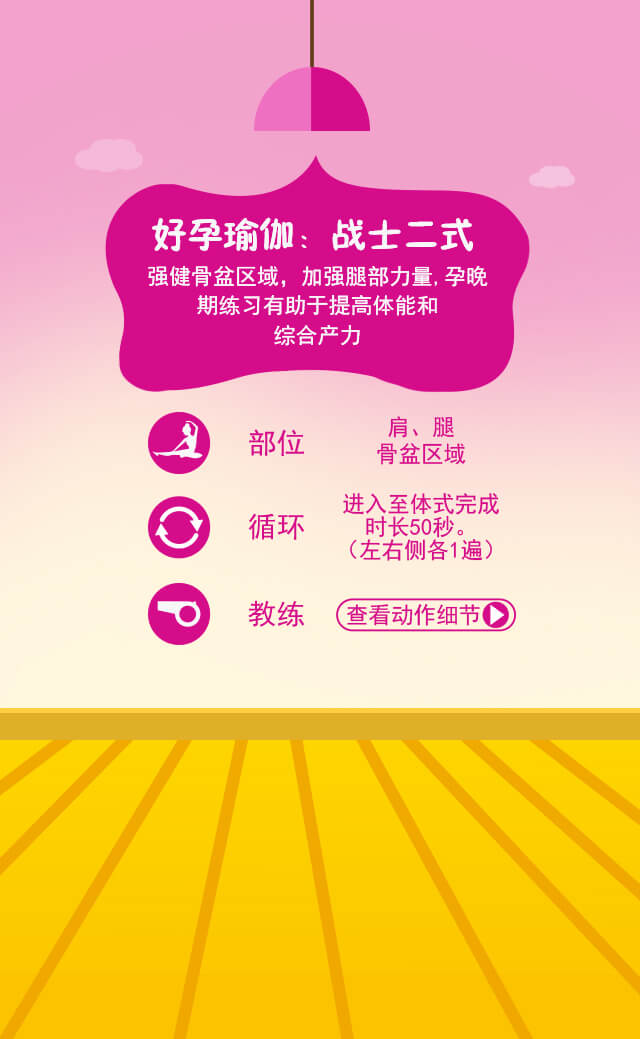 好孕瑜伽：战士二式
强健骨盆区域，加强腿部力量,孕晚
期练习有助于提高体能和
综合产力
部位
肩、腿
骨盆区域
循环
进入至体式完成
时长50秒。
（左右侧各1遍）
教练
查看动作细节